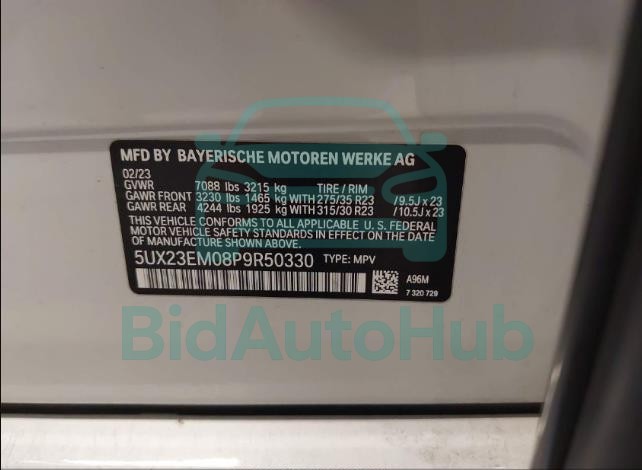 MFD BY BAYERISCHE MOTOREN WERKE AG
02/23
GVWR 7088 lbs 3215 kg TIRE / RIM
GAWR FRONT 3230 lbs 1465 kg WITH 275/35 R23 /9.5J x 23
GAWR REAR 4244 lbs 1925 kg WITH 315/30 R23 /10.5J x 23
THIS VEHICLE CONFORMS TO ALL APPLICABLE U. S. FEDERAL
MOTOR VEHICLE SAFETY STANDARDS IN EFFECT ON THE
DATE OF MANUFACTURE SHOWN ABOVE.
5UX23EM08P9R50330 TYPE: MPV
A96M
7 320 729
BidAutoHub